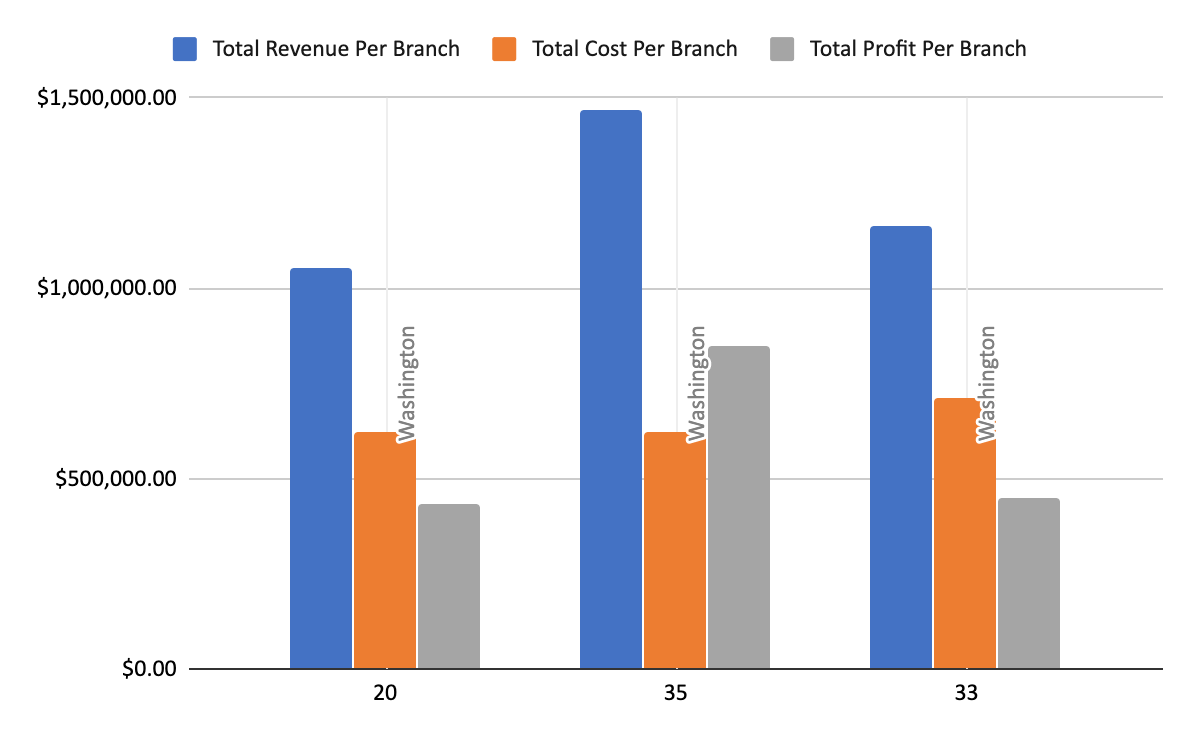 Total Revenue Per Branch Total Cost Per Branch Total Profit Per Branch
$1,500,000.00
$1,000,000.00
$500,000.00
$0.00
Washington
Washington
Washington
20 35 33